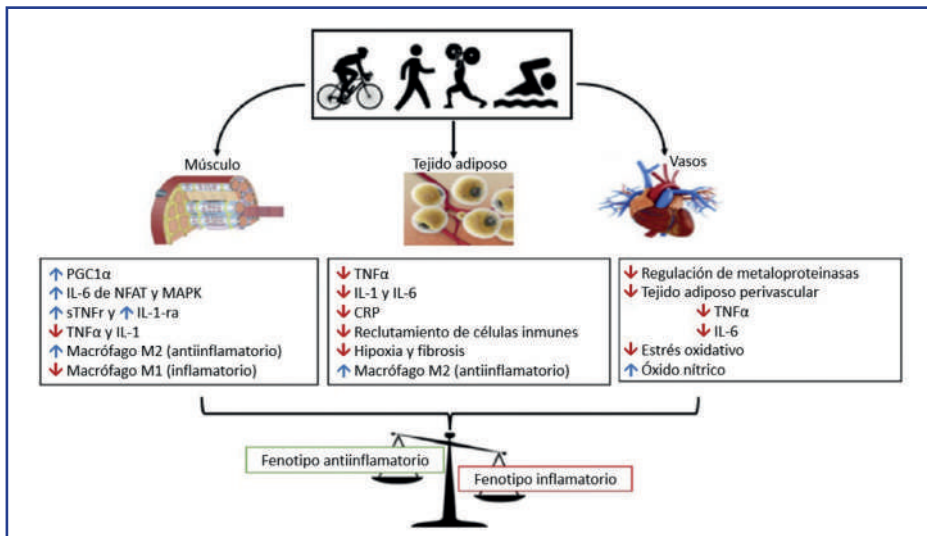 Músculo
Tejido adiposo
Vasos
↑ PGC1α
↑ IL-6 de NFAT y MAPK
↑ sTNFr y ↑ IL-1-ra
↓ TNFα y IL-1
↑ Macrófago M2 (antiinflamatorio)
↓ Macrófago M1 (inflamatorio)
↓ TNFα
↓ IL-1 y IL-6
↓ CRP
↓ Reclutamiento de células inmunes
↓ Hipoxia y fibrosis
↑ Macrófago M2 (antiinflamatorio)
↓ Regulación de metaloproteinasas
↓ Tejido adiposo perivascular
↓ TNFα
↓ IL-6
↓ Estrés oxidativo
↑ Óxido nítrico
Fenotipo antiinflamatorio
Fenotipo inflamatorio